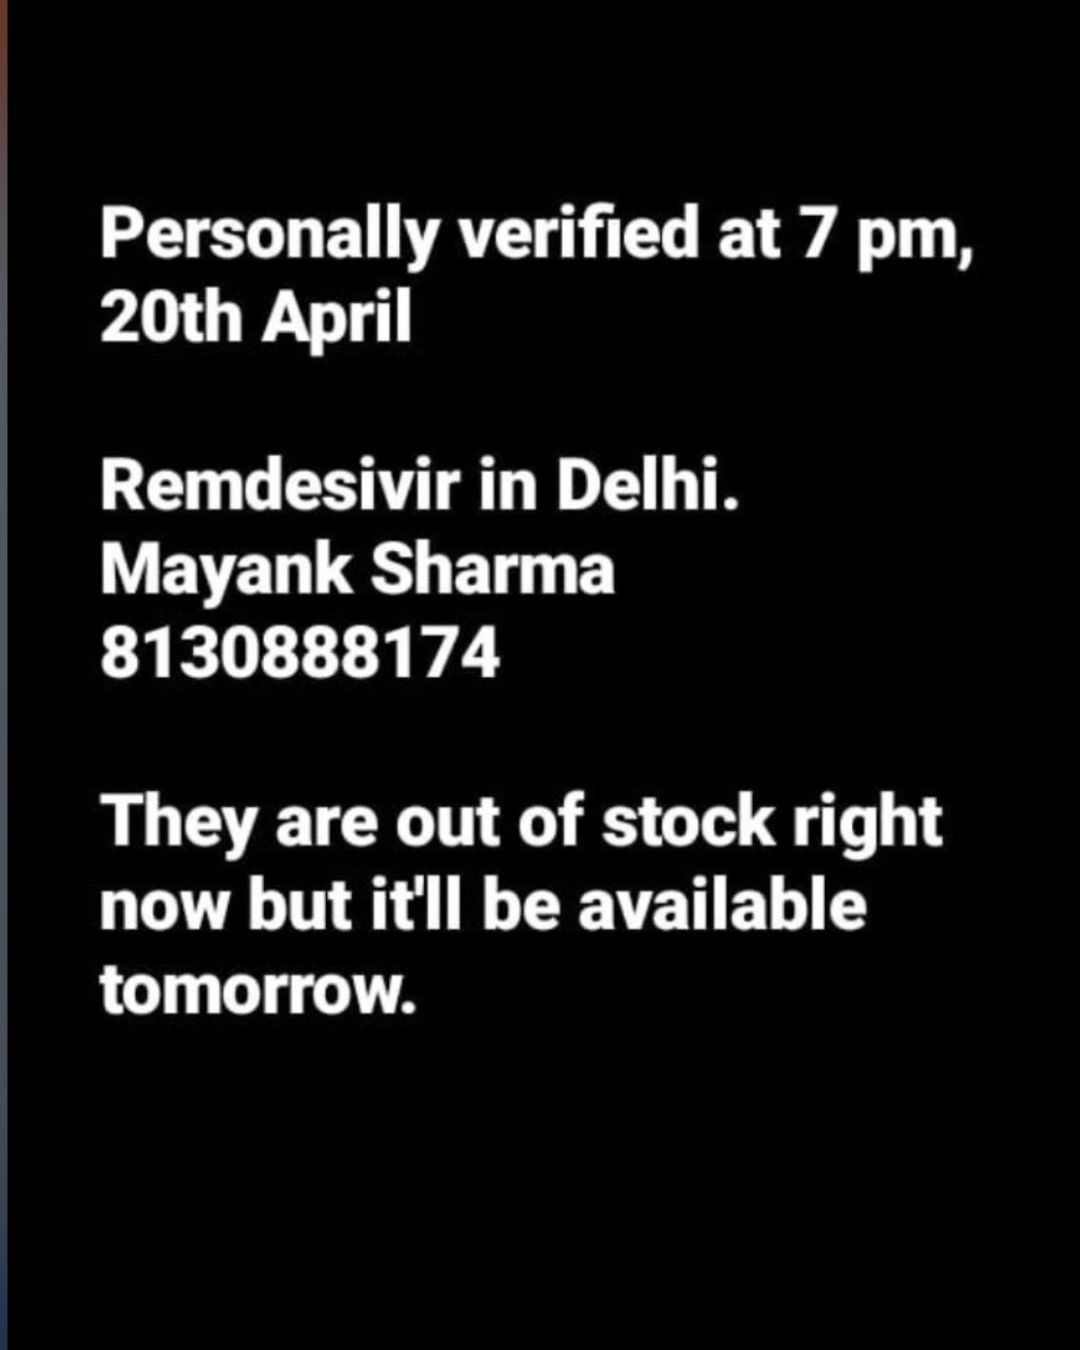 Personally verified at 7 pm,
20th April
Remdesivir in Delhi.
Mayank Sharma
8130888174
They are out of stock right
now but it'll be available
tomorrow.